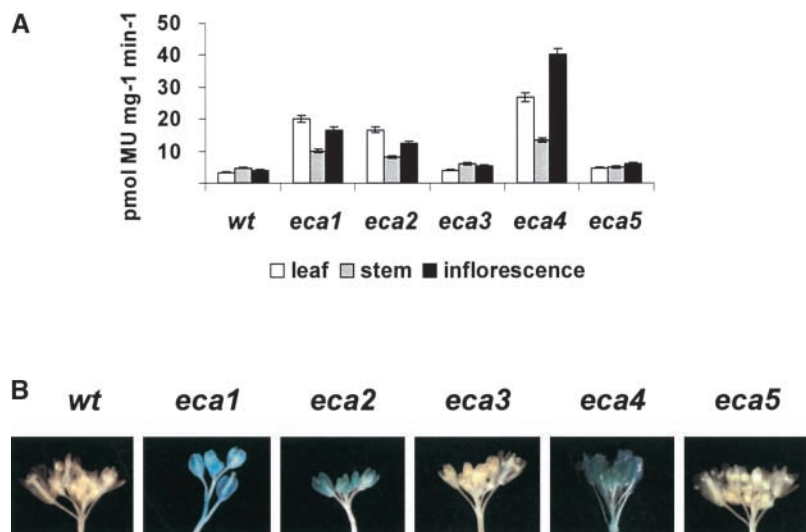 A
pmol MU mg-1 min-1
50
40
30
20
10
wt eca1 eca2 eca3 eca4 eca5
leaf stem inflorescence
B
wt eca1 eca2 eca3 eca4 eca5